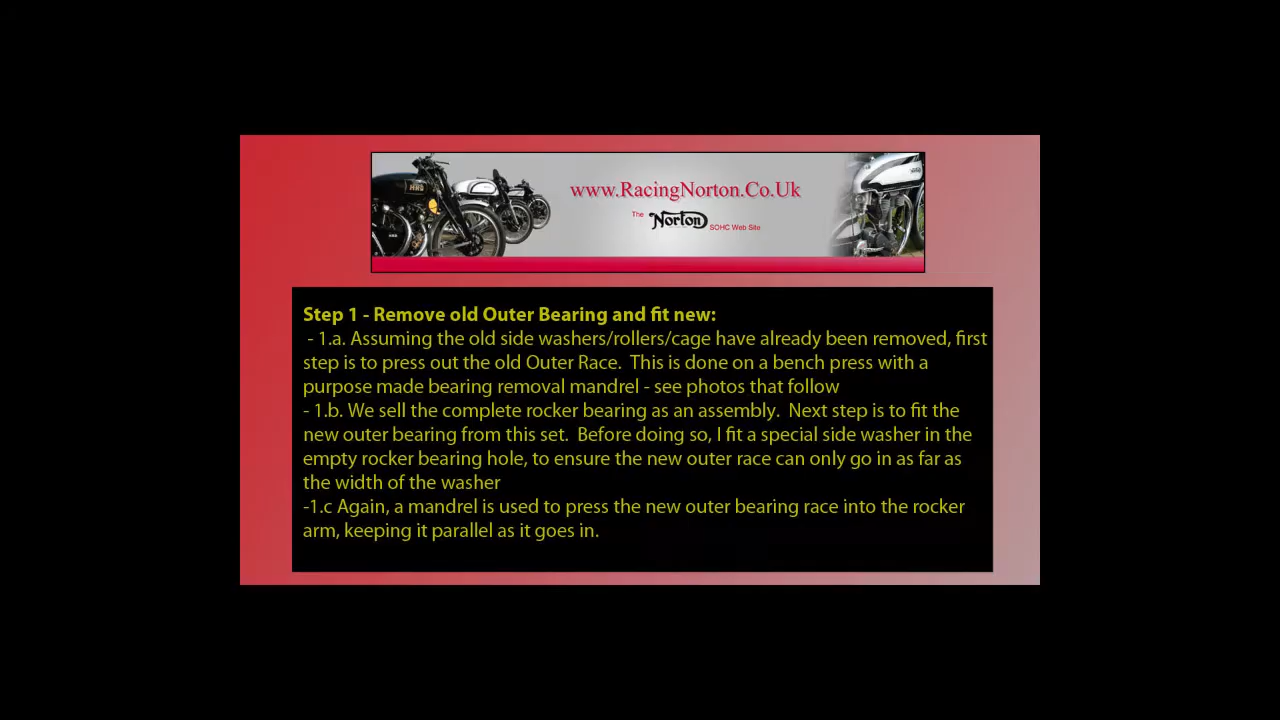 www.RacingNorton.Co.Uk
The Norton SOHC Web Site
Step 1 - Remove old Outer Bearing and fit new:
- 1.a. Assuming the old side washers/rollers/cage have already been removed, first
step is to press out the old Outer Race. This is done on a bench press with a
purpose made bearing removal mandrel - see photos that follow
- 1.b. We sell the complete rocker bearing as an assembly. Next step is to fit the
new outer bearing from this set. Before doing so, I fit a special side washer in the
empty rocker bearing hole, to ensure the new outer race can only go in as far as
the width of the washer
-1.c Again, a mandrel is used to press the new outer bearing race into the rocker
arm, keeping it parallel as it goes in.